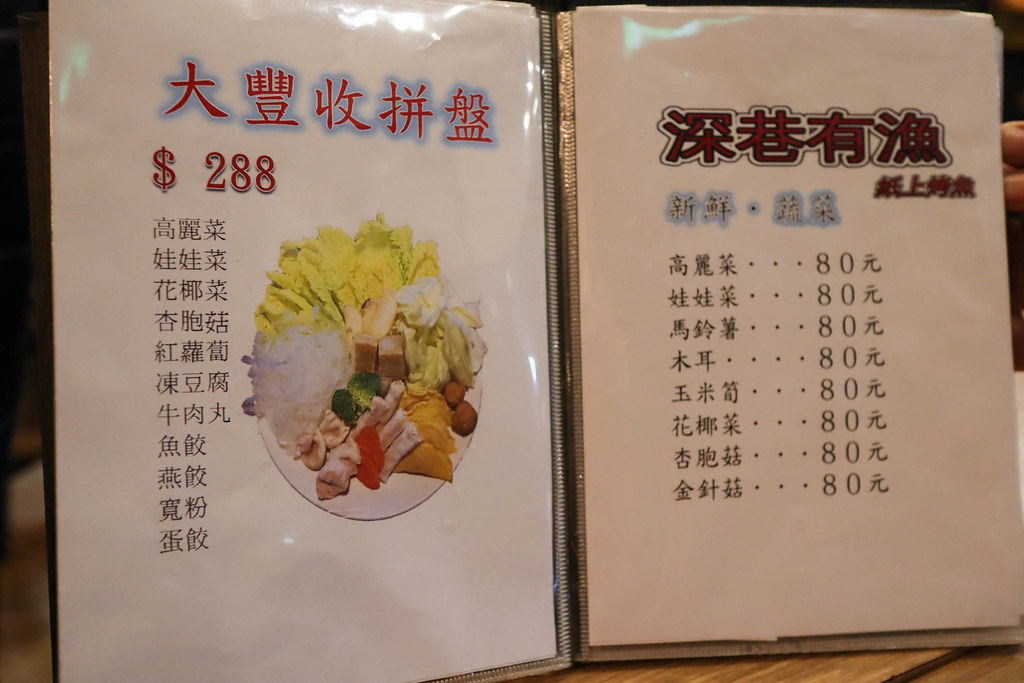 大豐收拼盤
$ 288
高麗菜
娃娃菜
花椰菜
杏胞菇
紅蘿蔔
凍豆腐
牛肉丸
魚餃
燕餃
寬粉
蛋餃
深巷有漁
紙上烤魚
新鮮·蔬菜
高麗菜···80元
娃娃菜···80元
馬鈴薯···80元
木耳····80元
玉米筍···80元
花椰菜···80元
杏胞菇···80元
金針菇···80元